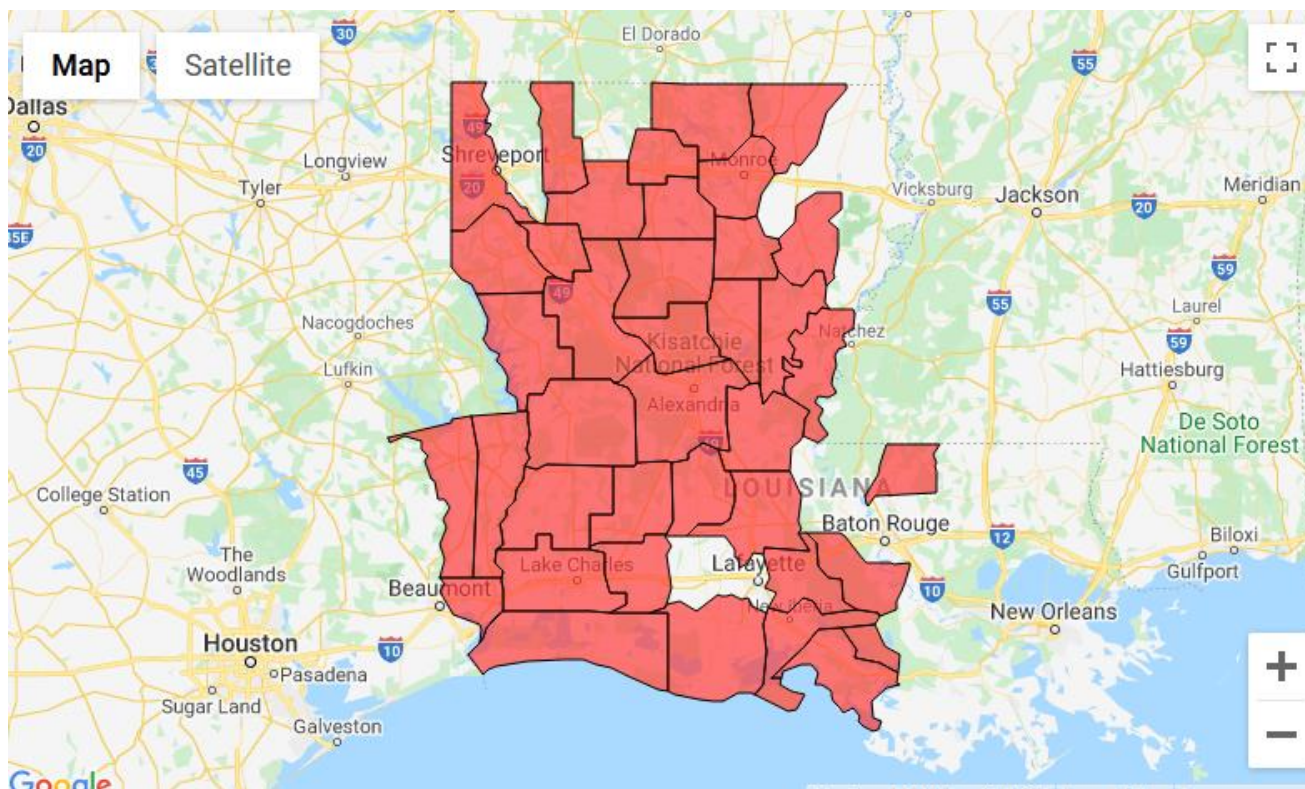 El Dorado
30
Map
Satellite
55
Dallas
20
49
Longview
Shreveport
Monroe
20
Tyler
Vicksburg
Jackson
Meridian
20
35E
59
49
55
Nacogdoches
Kisatchie
National Forest
Natchez
Laurel
59
Lufkin
Hattiesburg
Alexandria
De Soto
National Forest
49
45
College Station
LOUISIANA
Baton Rouge
12
Biloxi
The
Woodlands
Lake Charles
Lafayette
Gulfport
Beaumont
10
New Iberia
New Orleans
Houston
10
Pasadena
Sugar Land
Galveston
Google